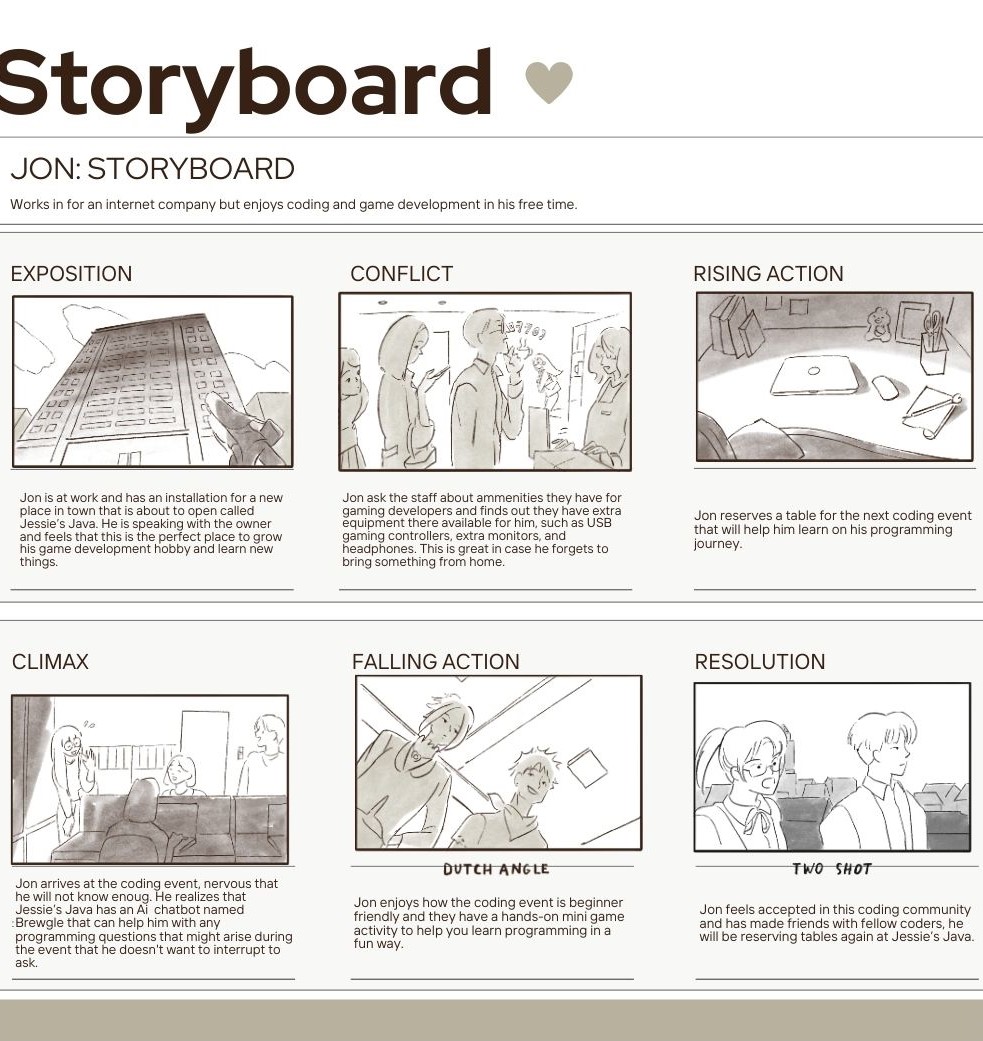 Storyboard
JON: STORYBOARD
Works in for an internet company but enjoys coding and game development in his free time.
EXPOSITION
Jon is at work and has an installation for a new
place in town that is about to open called
Jessie's Java. He is speaking with the owner
and feels that this is the perfect place to grow
his game development hobby and learn new
things.
CONFLICT
Jon ask the staff about ammenities they have for
gaming developers and finds out they have extra
equipment there available for him, such as USB
gaming controllers, extra monitors, and
headphones. This is great in case he forgets to
bring something from home.
RISING ACTION
Jon reserves a table for the next coding event
that will help him learn on his programming
journey.
CLIMAX
Jon arrives at the coding event, nervous that
he will not know enoug. He realizes that
Jessie's Java has an Ai  chatbot named
:Brewgle that can help him with any
programming questions that might arise during
the event that he doesn't want to interrupt to
ask.
FALLING ACTION
DUTCH ANGLE
Jon enjoys how the coding event is beginner
friendly and they have a hands-on mini game
activity to help you learn programming in a
fun way.
RESOLUTION
TWO SHOT
Jon feels accepted in this coding community
and has made friends with fellow coders, he
will be reserving tables again at Jessie's Java.